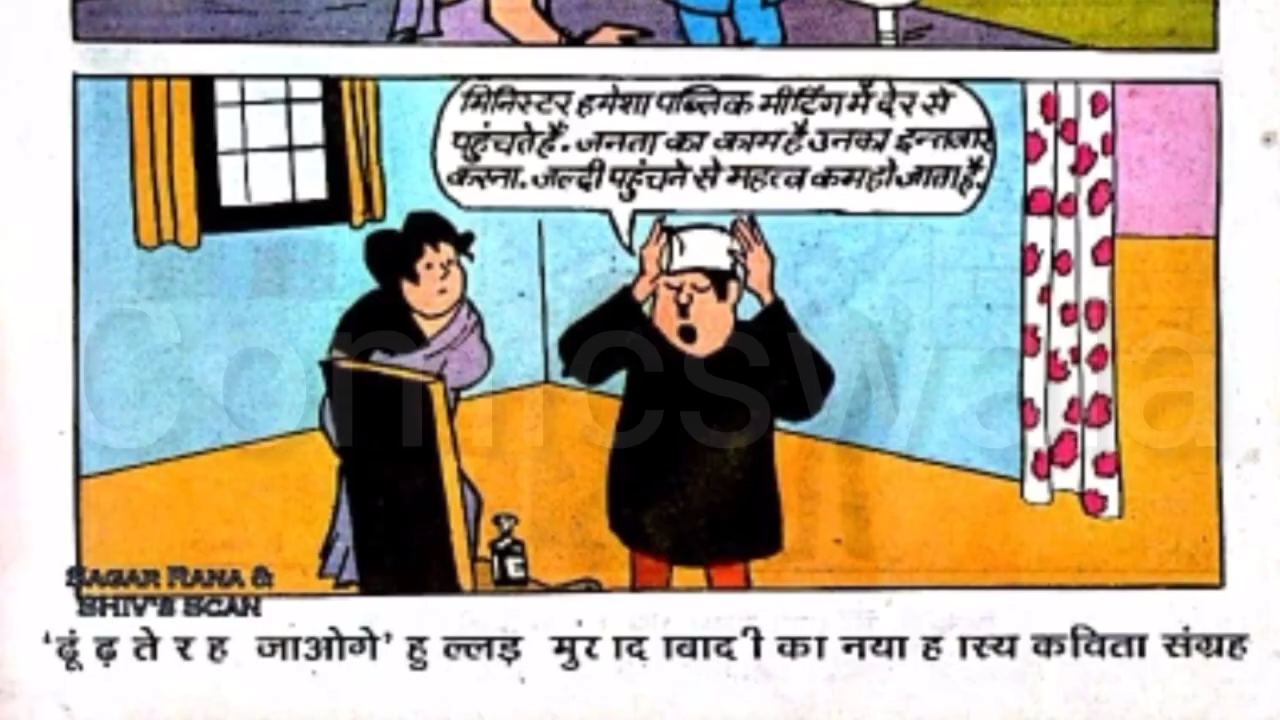 मिनिस्टर हमेशा पब्लिक मीटिंग में देर से
पहुंचते हैं. जनता का काम है उनका इन्तजार
करना. जल्दी पहुंचने से महत्व कम हो जाता है.
Comicswala
SAGAR RANA &
SHIV'S SCAN
'ढूंढ़ते रह जाओगे' हुल्लड़ मुरादाबादी का नया हास्य कविता संग्रह